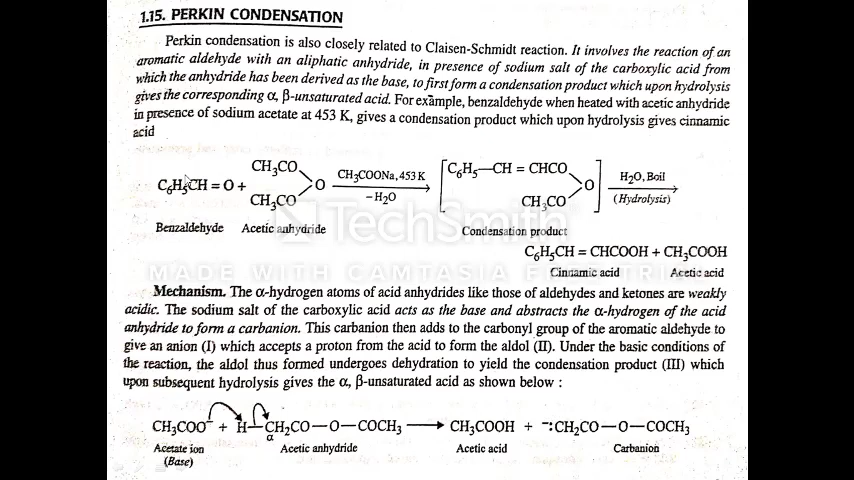 1.15. PERKIN CONDENSATION
Perkin condensation is also closely related to Claisen-Schmidt reaction. It involves the reaction of an
aromatic aldehyde with an aliphatic anhydride, in presence of sodium salt of the carboxylic acid from
which the anhydride has been derived as the base, to first form a condensation product which upon hydrolysis
gives the corresponding α, β-unsaturated acid. For example, benzaldehyde when heated with acetic anhydride
in presence of sodium acetate at 453 K, gives a condensation product which upon hydrolysis gives cinnamic
acid
C₆H₅CH = O + CH₃CO O CH₃CO CH₃COONa, 453 K – H₂O [C₆H₅—CH = CHCO O CH₃CO] H₂O, Boil (Hydrolysis)
Benzaldehyde Acetic anhydride Condensation product
C₆H₅CH = CHCOOH + CH₃COOH
Cinnamic acid Acetic acid
TechSmith
MADE WITH CAMTASIA FREE TRIAL
Mechanism. The α-hydrogen atoms of acid anhydrides like those of aldehydes and ketones are weakly
acidic. The sodium salt of the carboxylic acid acts as the base and abstracts the α-hydrogen of the acid
anhydride to form a carbanion. This carbanion then adds to the carbonyl group of the aromatic aldehyde to
give an anion (I) which accepts a proton from the acid to form the aldol (II). Under the basic conditions of
the reaction, the aldol thus formed undergoes dehydration to yield the condensation product (III) which
upon subsequent hydrolysis gives the α, β-unsaturated acid as shown below :
CH₃COO⁻ + H—CH₂CO—O—COCH₃ ⟶ CH₃COOH + ⁻:CH₂CO—O—COCH₃
α
Acetate ion Acetic anhydride Acetic acid Carbanion
(Base)